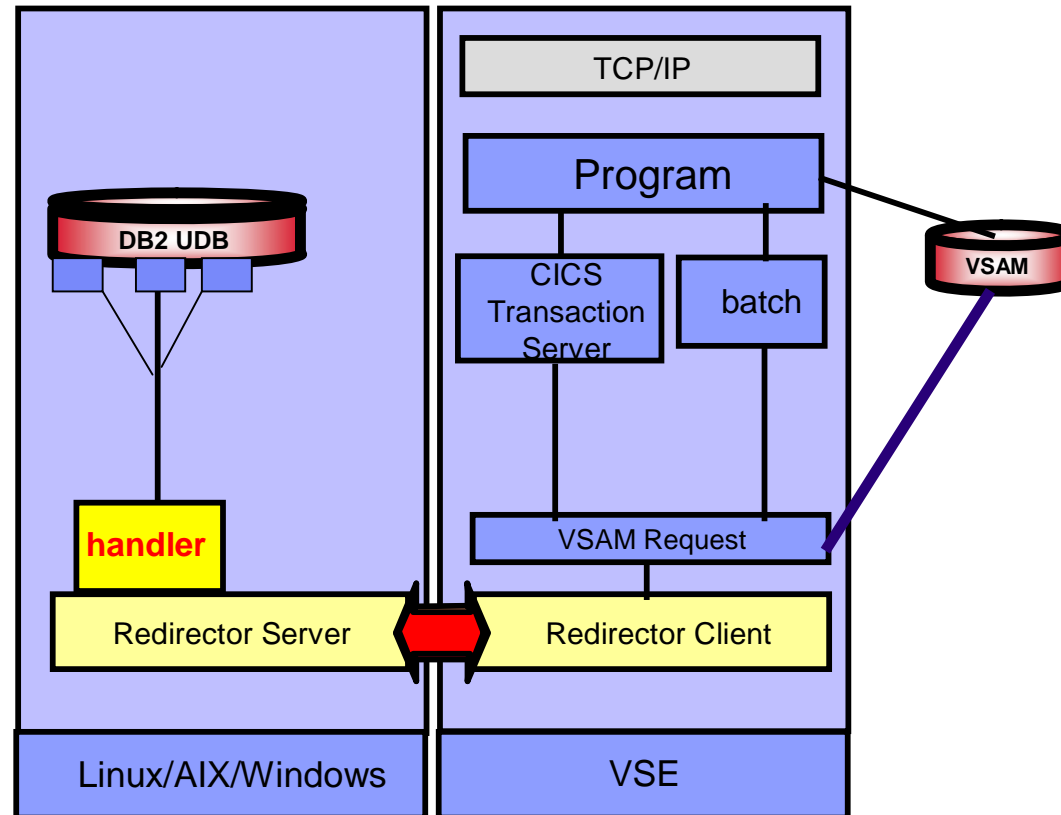 TCP/IP
Program
DB2 UDB
VSAM
CICS
Transaction
Server
batch
handler
VSAM Request
Redirector Server
Redirector Client
Linux/AIX/Windows
VSE